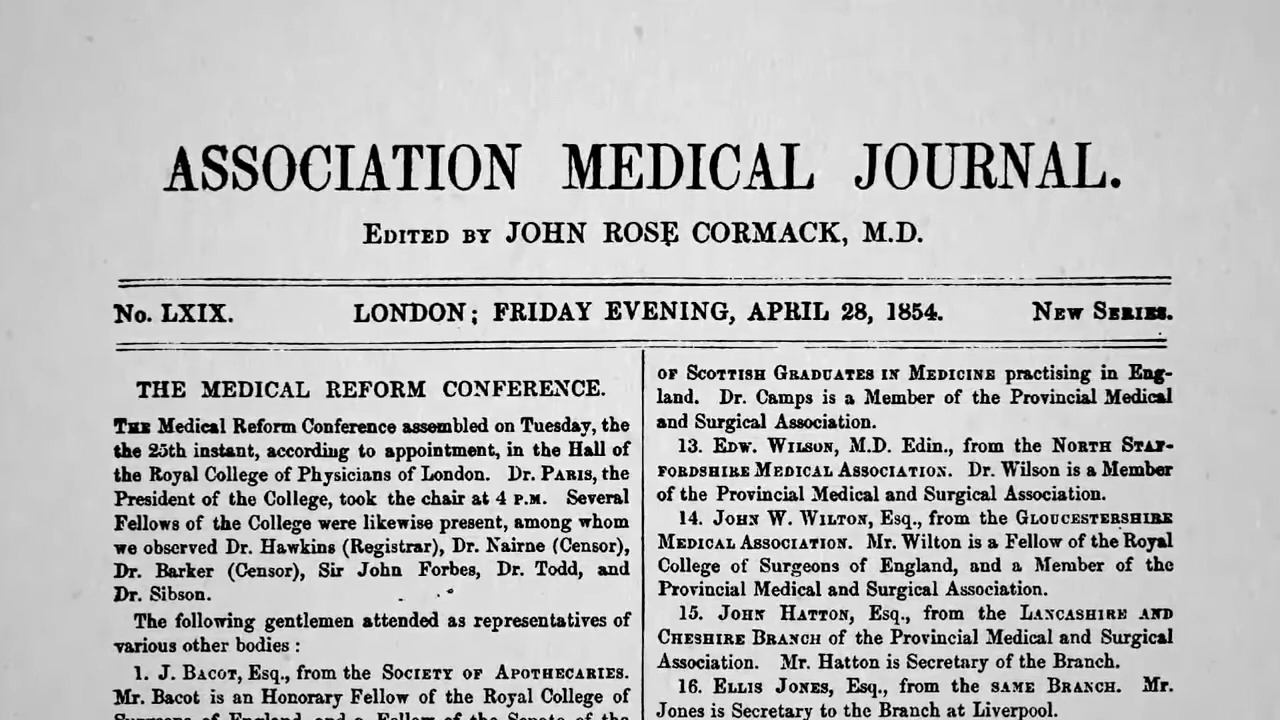 ASSOCIATION MEDICAL JOURNAL.
EDITED BY JOHN ROSE CORMACK, M.D.
No. LXIX. LONDON; FRIDAY EVENING, APRIL 28, 1854. NEW SERIES.
THE MEDICAL REFORM CONFERENCE.
THE Medical Reform Conference assembled on Tuesday, the
the 25th instant, according to appointment, in the Hall of
the Royal College of Physicians of London. Dr. PARIS, the
President of the College, took the chair at 4 P.M. Several
Fellows of the College were likewise present, among whom
we observed Dr. Hawkins (Registrar), Dr. Nairne (Censor),
Dr. Barker (Censor), Sir John Forbes, Dr. Todd, and
Dr. Sibson.
The following gentlemen attended as representatives of
various other bodies:
1. J. BACOT, Esq., from the SOCIETY OF APOTHECARIES.
Mr. Bacot is an Honorary Fellow of the Royal College of
Surgeons of England, and a Fellow of the Senate of the
OF SCOTTISH GRADUATES IN MEDICINE practising in Eng-
land. Dr. Camps is a Member of the Provincial Medical
and Surgical Association.
13. EDW. WILSON, M.D. Edin., from the NORTH STAF-
FORDSHIRE MEDICAL ASSOCIATION. Dr. Wilson is a Member
of the Provincial Medical and Surgical Association.
14. JOHN W. WILTON, Esq., from the GLOUCESTERSHIRE
MEDICAL ASSOCIATION. Mr. Wilton is a Fellow of the Royal
College of Surgeons of England, and a Member of the
Provincial Medical and Surgical Association.
15. JOHN HATTON, Esq., from the LANCASHIRE AND
CHESHIRE BRANCH of the Provincial Medical and Surgical
Association. Mr. Hatton is Secretary of the Branch.
16. ELLIS JONES, Esq., from the SAME BRANCH. Mr.
Jones is Secretary to the Branch at Liverpool.